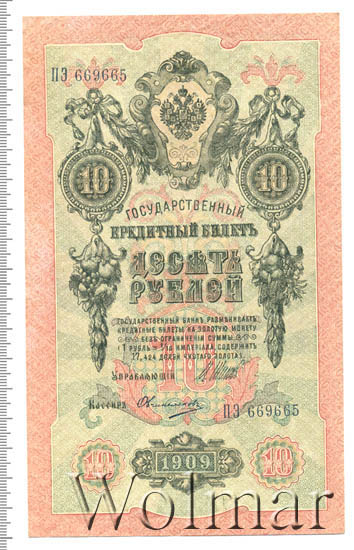 ПЭ 669665
10 10
ГОСУДАРСТВЕННЫЙ
КРЕДИТНЫЙ БИЛЕТЪ
ДЕСЯТЬ
РУБЛЕЙ
ГОСУДАРСТВЕННЫЙ БАНКЪ РАЗМѢНИВАЕТЪ
КРЕДИТНЫЕ БИЛЕТЫ НА ЗОЛОТУЮ МОНЕТУ
БЕЗЪ ОГРАНИЧЕНІЯ СУММЫ
(1 РУБЛЬ = 1/15 ИМПЕРІАЛА, СОДЕРЖИТЪ
17,424 ДОЛЕЙ ЧИСТАГО ЗОЛОТА).
10
УПРАВЛЯЮЩІЙ
Кассиръ
ПЭ 669665
10 1909 10
Wolmar